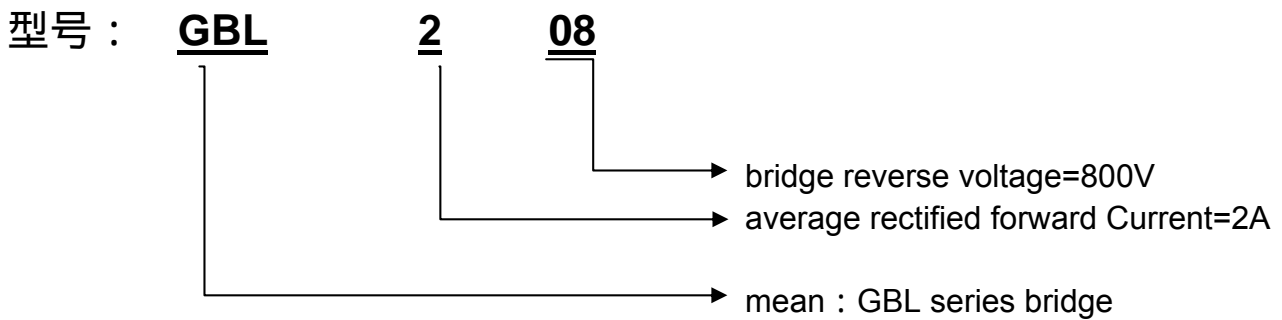 型号： GBL 2 08
bridge reverse voltage=800V
average rectified forward Current=2A
mean：GBL series bridge